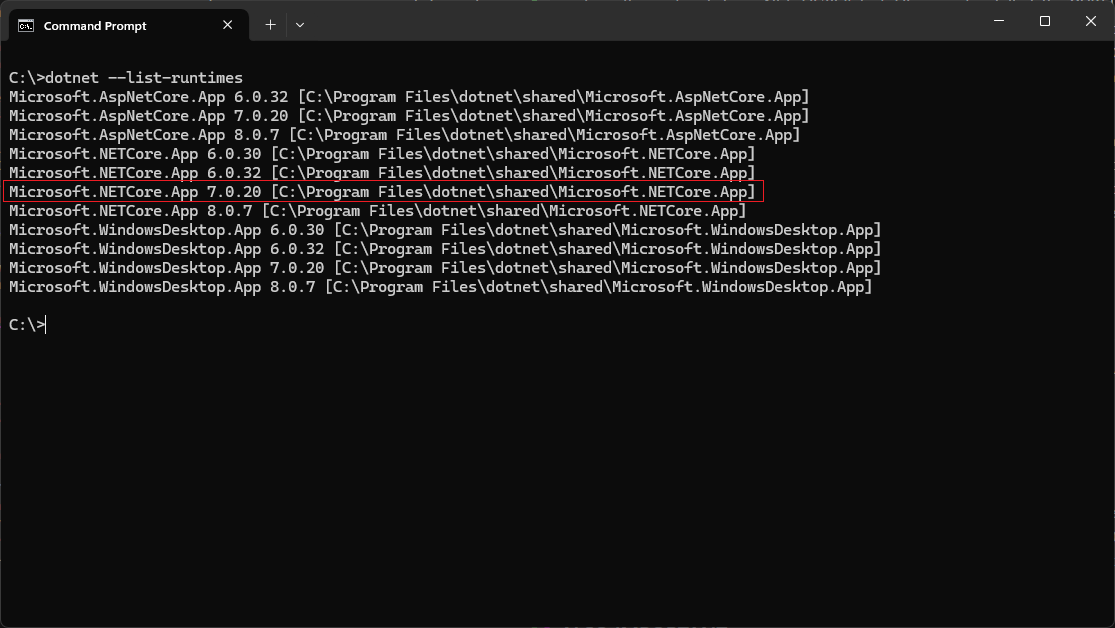 Command Prompt
C:\>dotnet --list-runtimes
Microsoft.AspNetCore.App 6.0.32 [C:\Program Files\dotnet\shared\Microsoft.AspNetCore.App]
Microsoft.AspNetCore.App 7.0.20 [C:\Program Files\dotnet\shared\Microsoft.AspNetCore.App]
Microsoft.AspNetCore.App 8.0.7 [C:\Program Files\dotnet\shared\Microsoft.AspNetCore.App]
Microsoft.NETCore.App 6.0.30 [C:\Program Files\dotnet\shared\Microsoft.NETCore.App]
Microsoft.NETCore.App 6.0.32 [C:\Program Files\dotnet\shared\Microsoft.NETCore.App]
Microsoft.NETCore.App 7.0.20 [C:\Program Files\dotnet\shared\Microsoft.NETCore.App]
Microsoft.NETCore.App 8.0.7 [C:\Program Files\dotnet\shared\Microsoft.NETCore.App]
Microsoft.WindowsDesktop.App 6.0.30 [C:\Program Files\dotnet\shared\Microsoft.WindowsDesktop.App]
Microsoft.WindowsDesktop.App 6.0.32 [C:\Program Files\dotnet\shared\Microsoft.WindowsDesktop.App]
Microsoft.WindowsDesktop.App 7.0.20 [C:\Program Files\dotnet\shared\Microsoft.WindowsDesktop.App]
Microsoft.WindowsDesktop.App 8.0.7 [C:\Program Files\dotnet\shared\Microsoft.WindowsDesktop.App]
C:\>